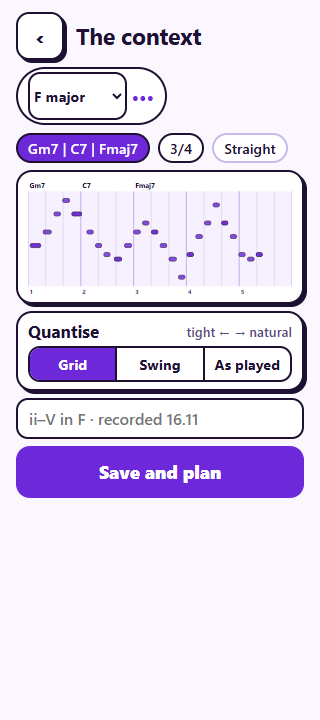 ‹ The context
F major •••
Gm7 | C7 | Fmaj7 3/4 Straight
Gm7 C7 Fmaj7
1 2 3 4 5
Quantise tight ← → natural
Grid Swing As played
ii–V in F · recorded 16.11
Save and plan